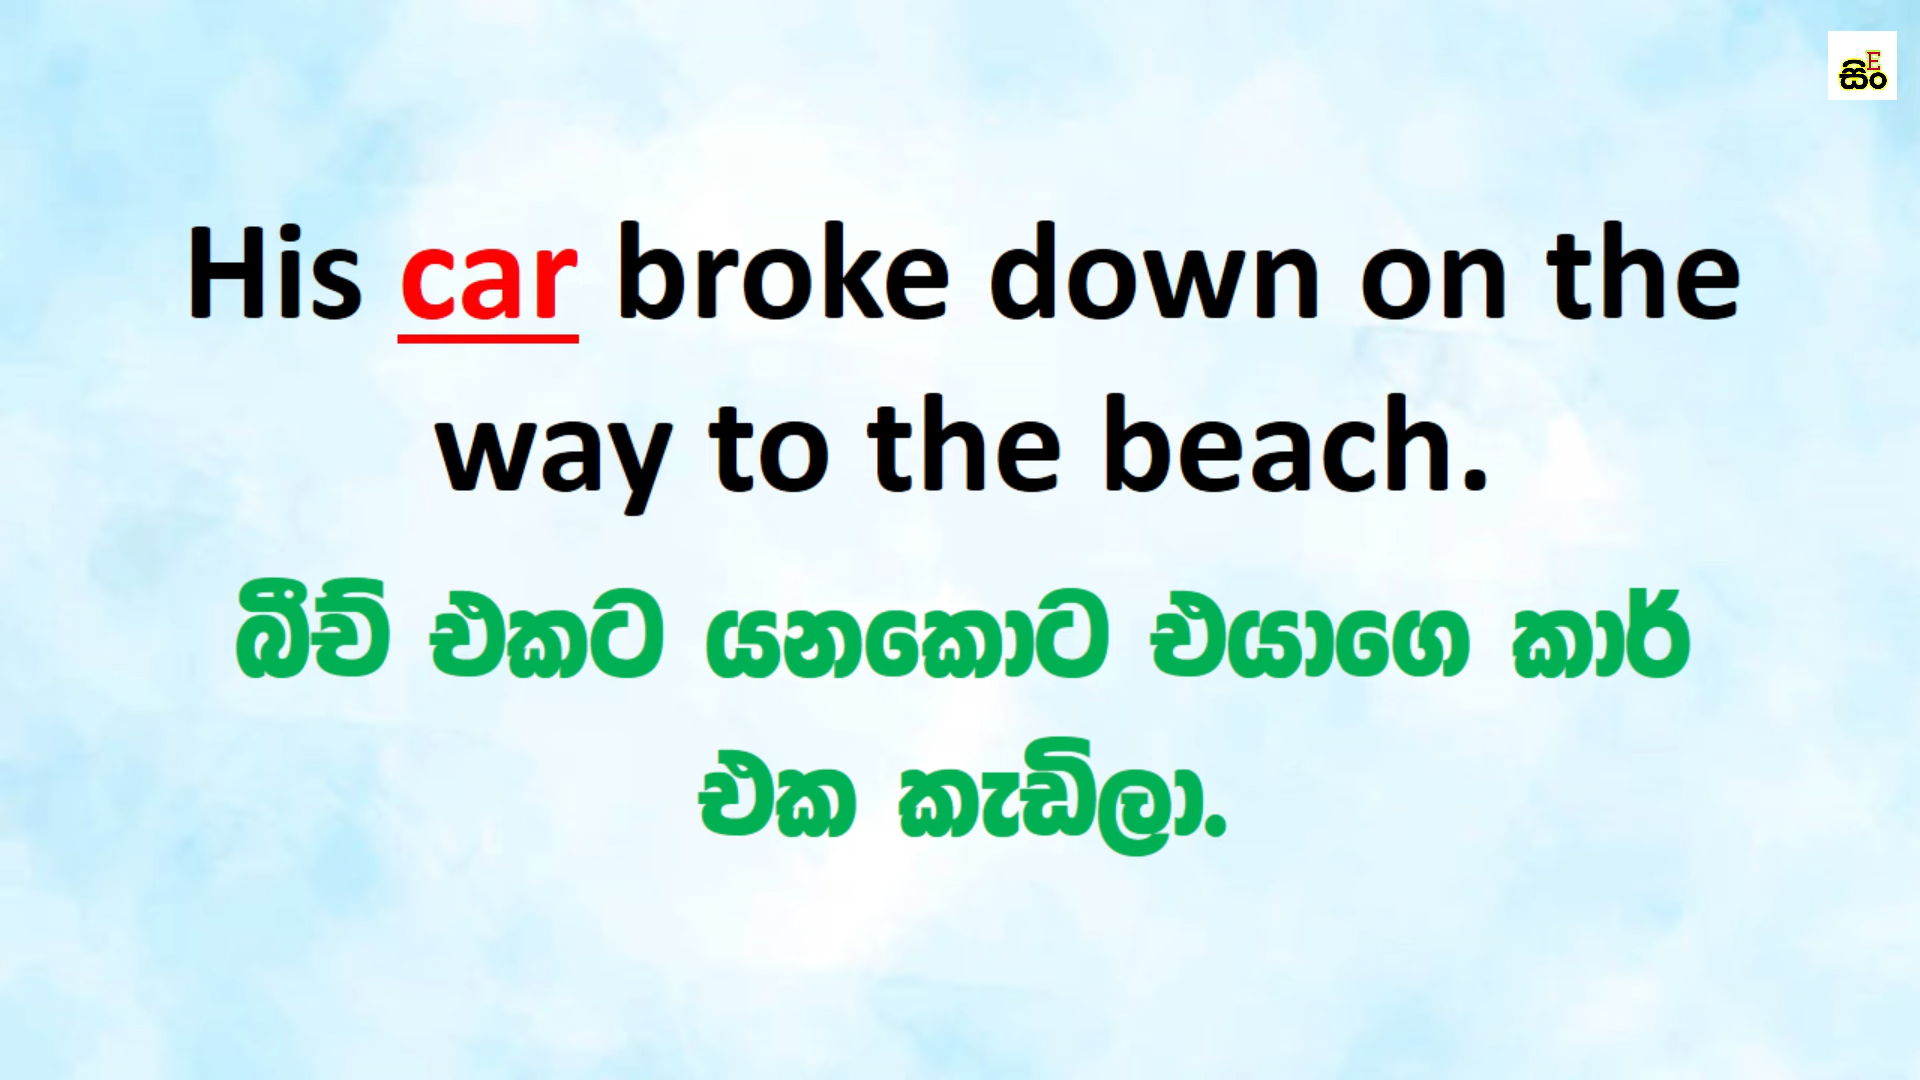 සිංE
His car broke down on the
way to the beach.
බීච් එකට යනකොට එයාගෙ කාර්
එක කැඩිලා.